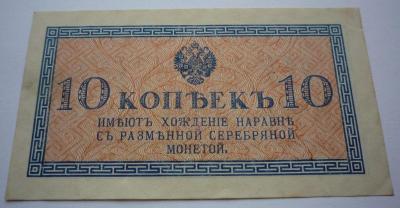 10 КОПѢЕКЪ 10
ИМѢЮТЪ ХОЖДЕНІЕ НАРАВНѢ
СЪ РАЗМѢННОЙ СЕРЕБРЯНОЙ
МОНЕТОЙ.